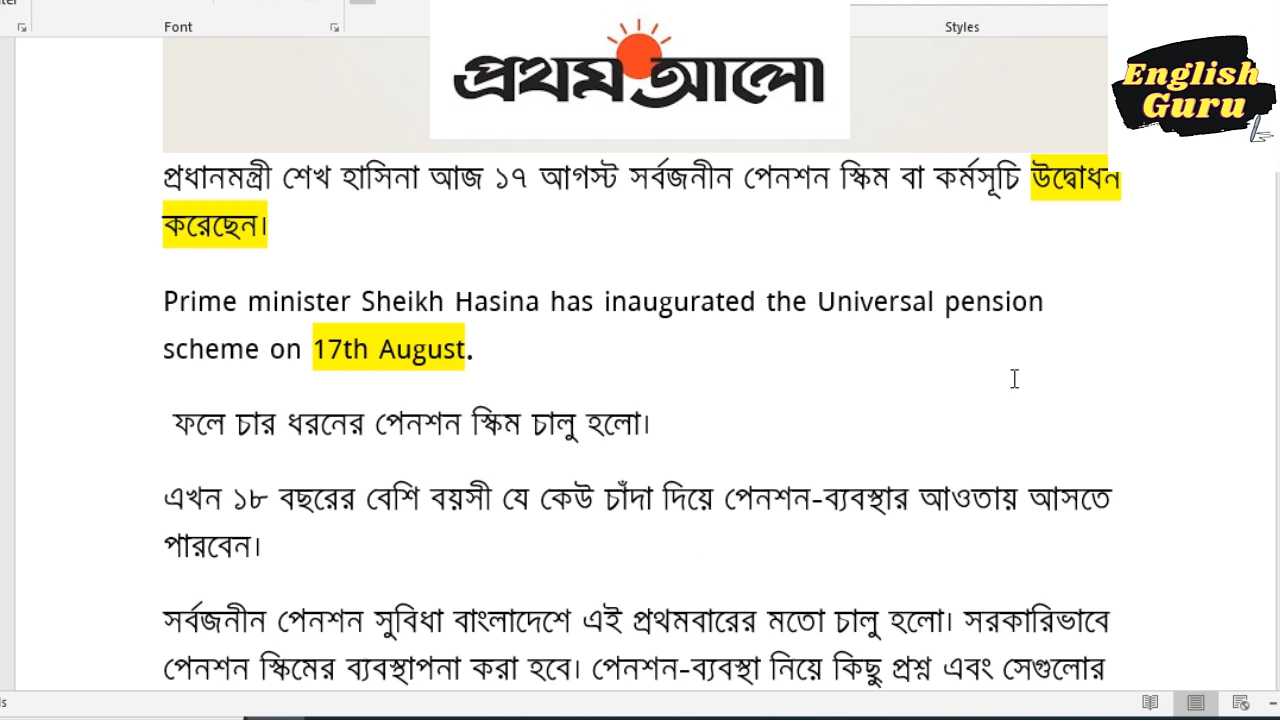 Font
Styles
প্রথম আলো
English
Guru
প্রধানমন্ত্রী শেখ হাসিনা আজ ১৭ আগস্ট সর্বজনীন পেনশন স্কিম বা কর্মসূচি উদ্বোধন
করেছেন।
Prime minister Sheikh Hasina has inaugurated the Universal pension
scheme on 17th August.
ফলে চার ধরনের পেনশন স্কিম চালু হলো।
এখন ১৮ বছরের বেশি বয়সী যে কেউ চাঁদা দিয়ে পেনশন-ব্যবস্থার আওতায় আসতে
পারবেন।
সর্বজনীন পেনশন সুবিধা বাংলাদেশে এই প্রথমবারের মতো চালু হলো। সরকারিভাবে
পেনশন স্কিমের ব্যবস্থাপনা করা হবে। পেনশন-ব্যবস্থা নিয়ে কিছু প্রশ্ন এবং সেগুলোর